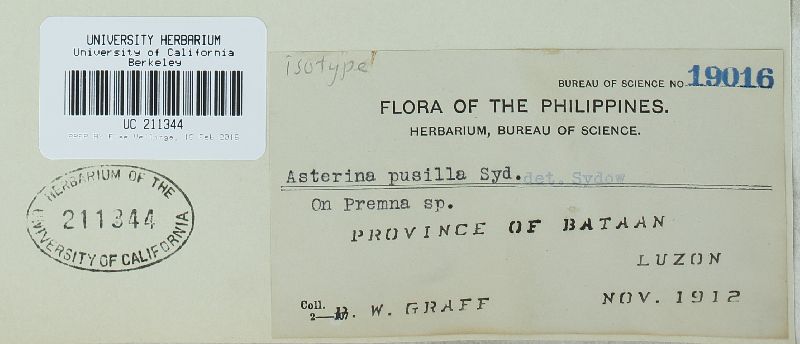 UNIVERSITY HERBARIUM
University of California
Berkeley
UC 211344
HERBARIUM OF THE
211344
UNIVERSITY OF CALIFORNIA
isotype
BUREAU OF SCIENCE NO. 19016
FLORA OF THE PHILIPPINES.
HERBARIUM, BUREAU OF SCIENCE.
Asterina pusilla Syd. det. Sydow
On Premna sp.
PROVINCE OF BATAAN
LUZON
Coll. W. GRAFF
NOV. 1912